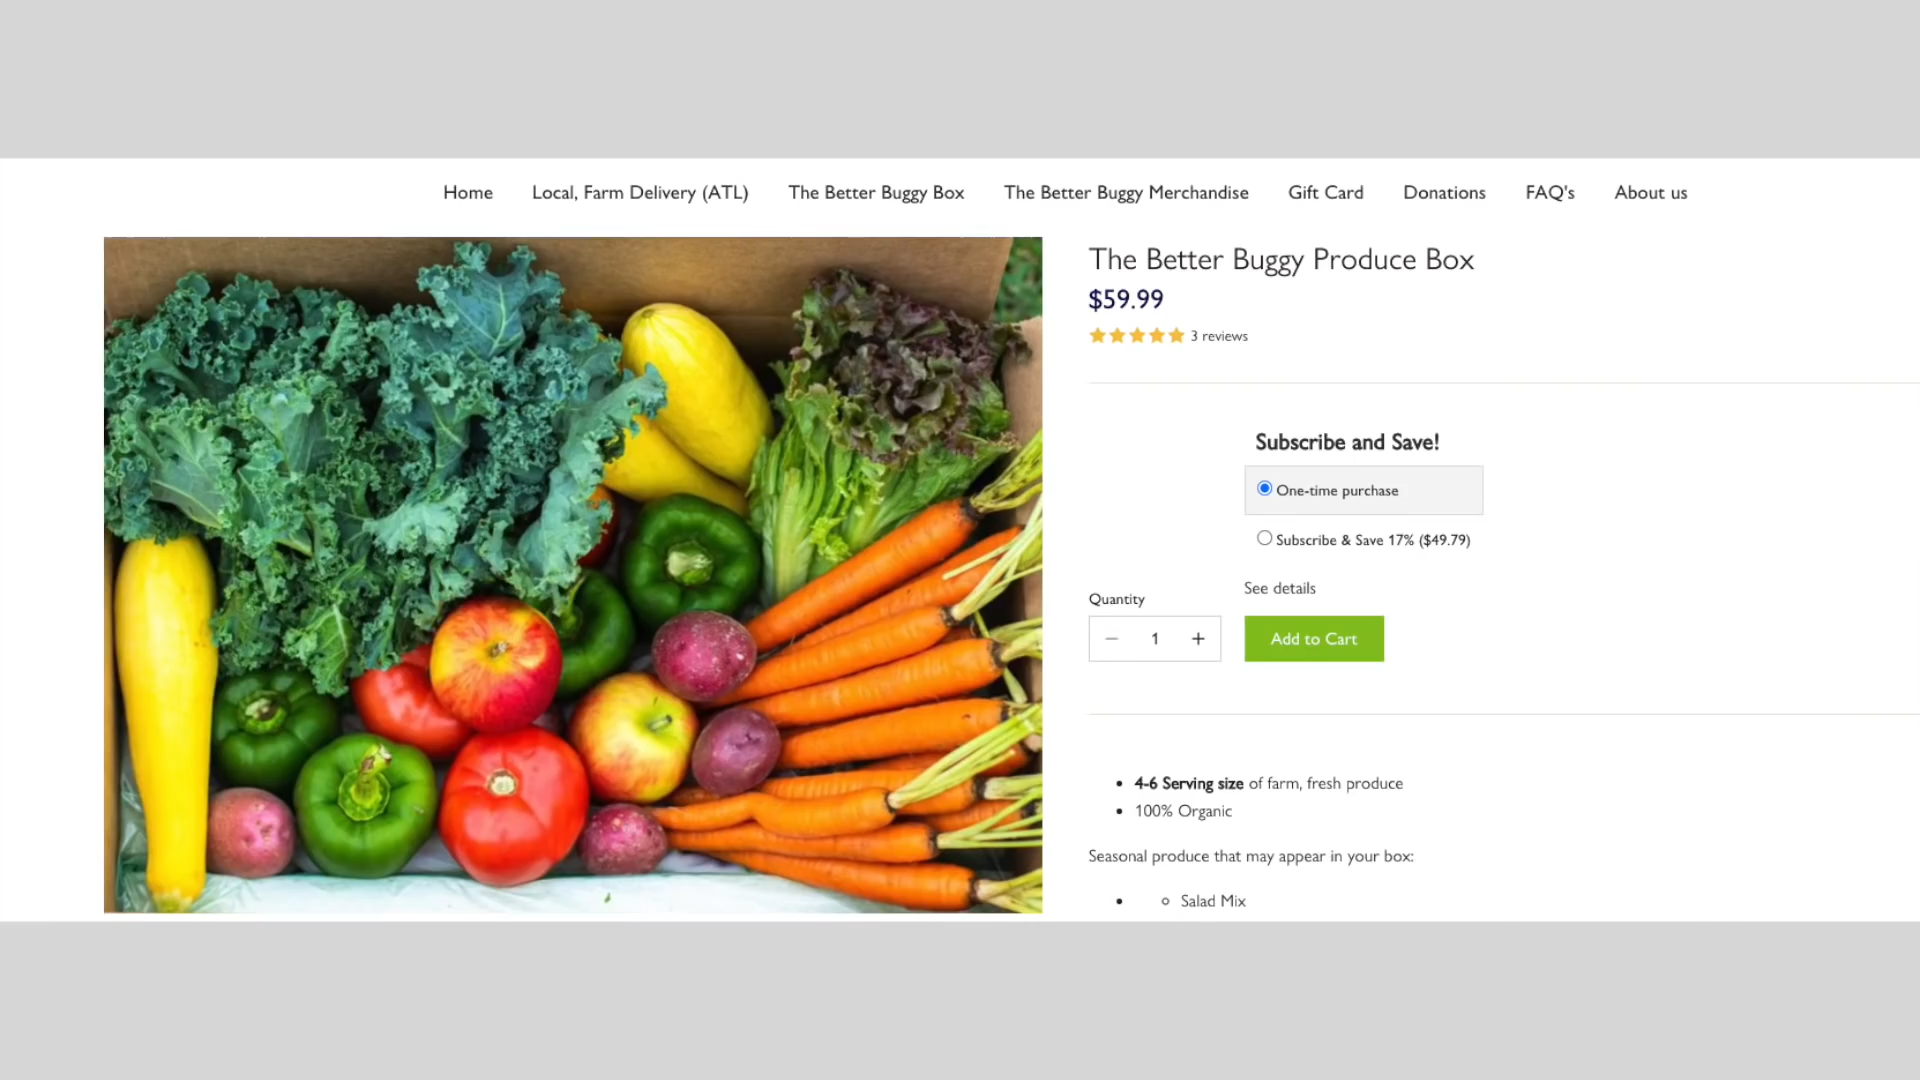 Home Local, Farm Delivery (ATL) The Better Buggy Box The Better Buggy Merchandise Gift Card Donations FAQ's About us
The Better Buggy Produce Box
$59.99
3 reviews
Subscribe and Save!
One-time purchase
Subscribe & Save 17% ($49.79)
See details
Quantity
1
Add to Cart
4-6 Serving size of farm, fresh produce
100% Organic
Seasonal produce that may appear in your box:
Salad Mix